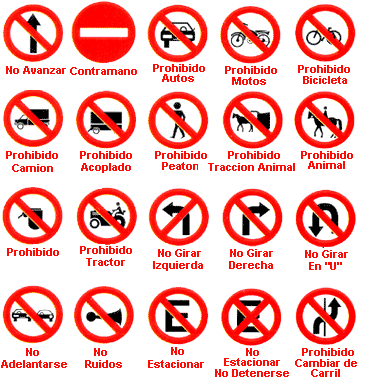 No Avanzar
Contramano
Prohibido
Autos
Prohibido
Motos
Prohibido
Bicicleta
Prohibido
Camion
Prohibido
Acoplado
Prohibido
Peaton
Prohibido
Traccion Animal
Prohibido
Animal
Prohibido
Prohibido
Tractor
No Girar
Izquierda
No Girar
Derecha
No Girar
En "U"
No
Adelantarse
No
Ruidos
E
No
Estacionar
E
No
Estacionar
No Detenerse
Prohibido
Cambiar de
Carril